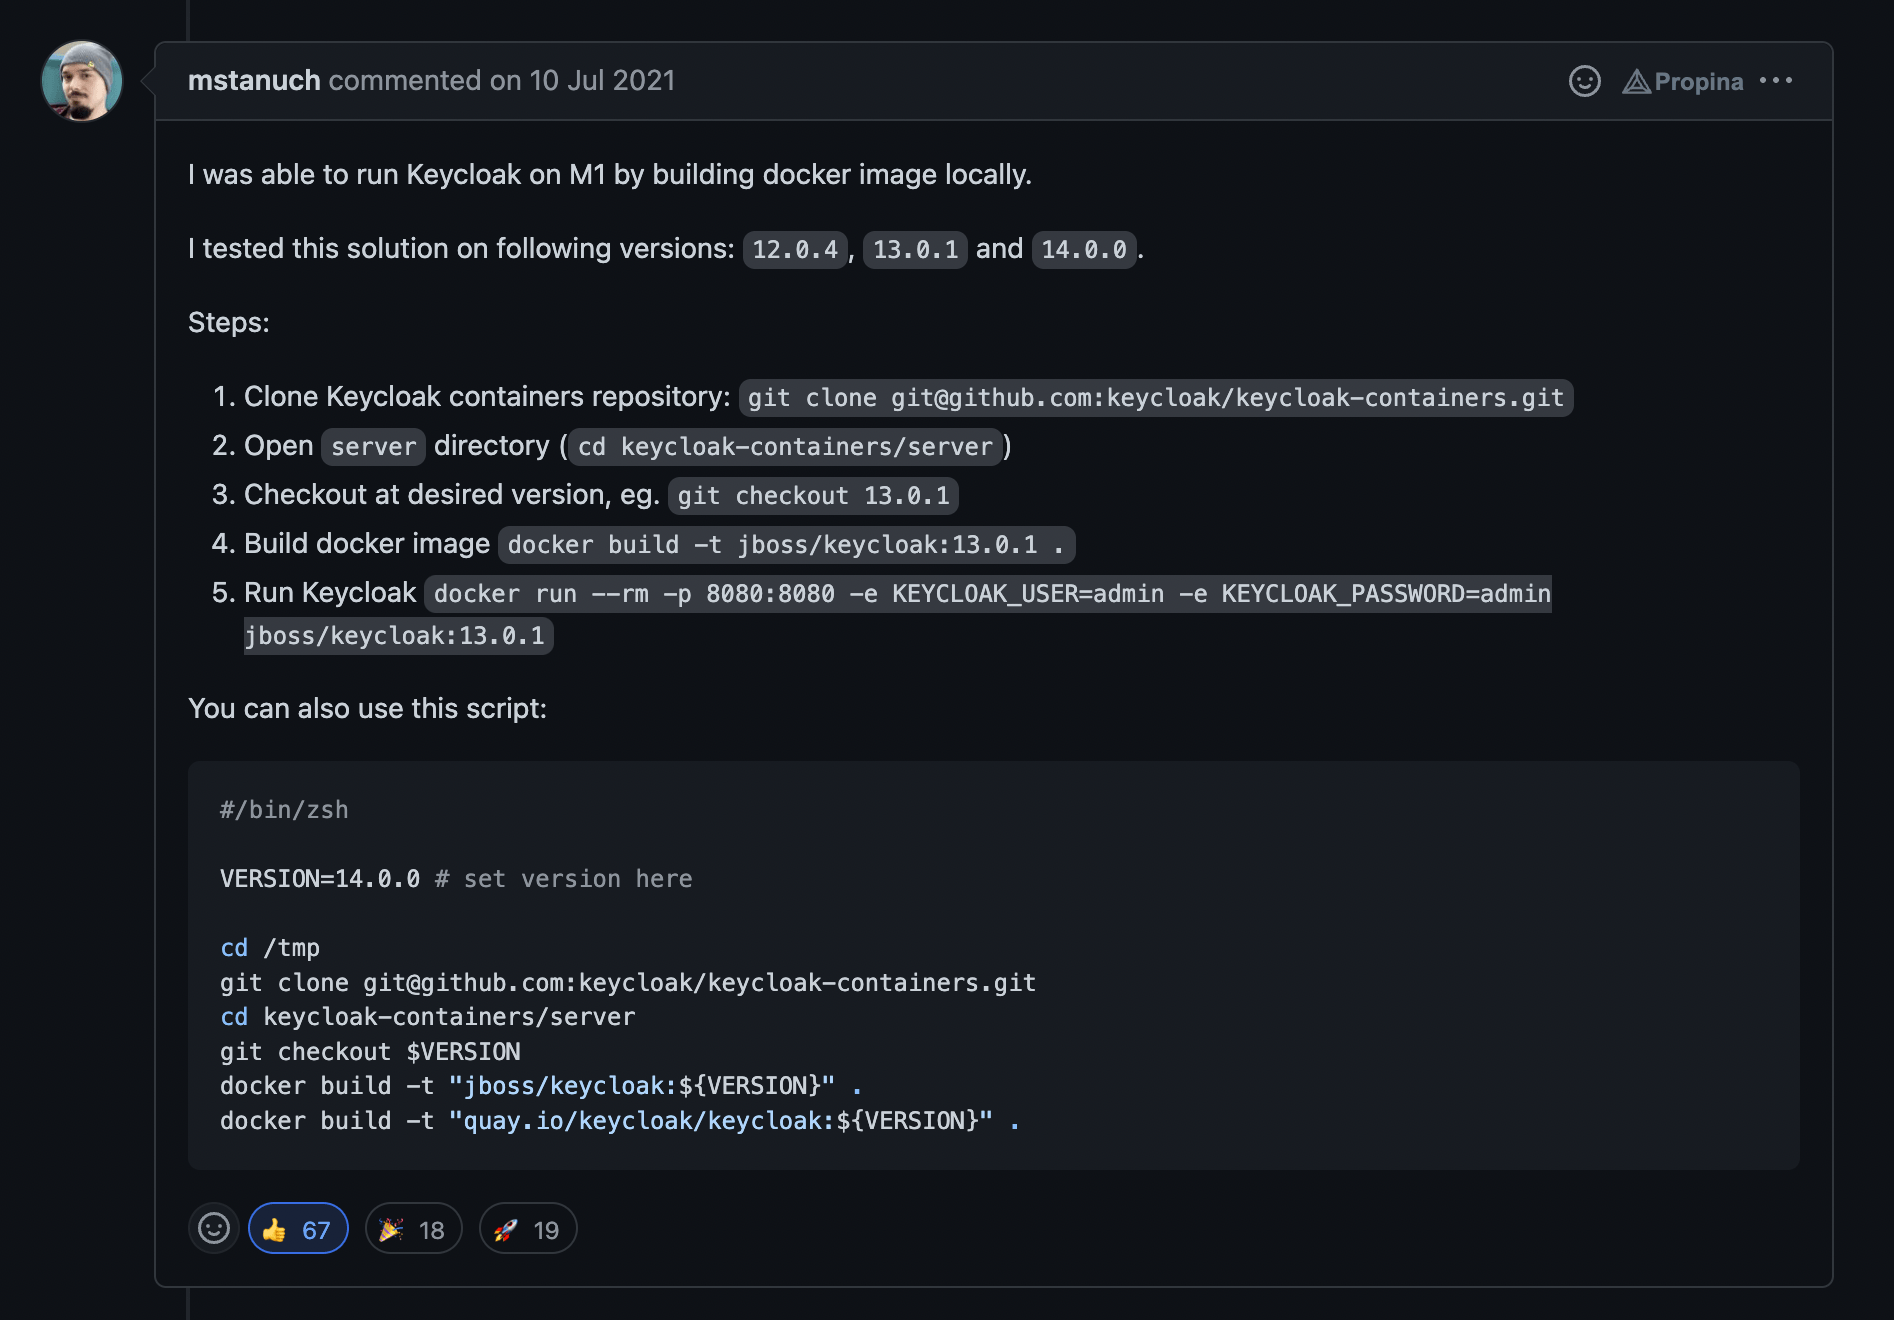 mstanuch commented on 10 Jul 2021
Propina
I was able to run Keycloak on M1 by building docker image locally.
I tested this solution on following versions: 12.0.4, 13.0.1 and 14.0.0.
Steps:
1. Clone Keycloak containers repository: git clone git@github.com:keycloak/keycloak-containers.git
2. Open server directory (cd keycloak-containers/server)
3. Checkout at desired version, eg. git checkout 13.0.1
4. Build docker image docker build -t jboss/keycloak:13.0.1 .
5. Run Keycloak docker run --rm -p 8080:8080 -e KEYCLOAK_USER=admin -e KEYCLOAK_PASSWORD=admin
jboss/keycloak:13.0.1
You can also use this script:
#/bin/zsh
VERSION=14.0.0 # set version here
cd /tmp
git clone git@github.com:keycloak/keycloak-containers.git
cd keycloak-containers/server
git checkout $VERSION
docker build -t "jboss/keycloak:${VERSION}" .
docker build -t "quay.io/keycloak/keycloak:${VERSION}" .
👍 67 🎉 18 🚀 19